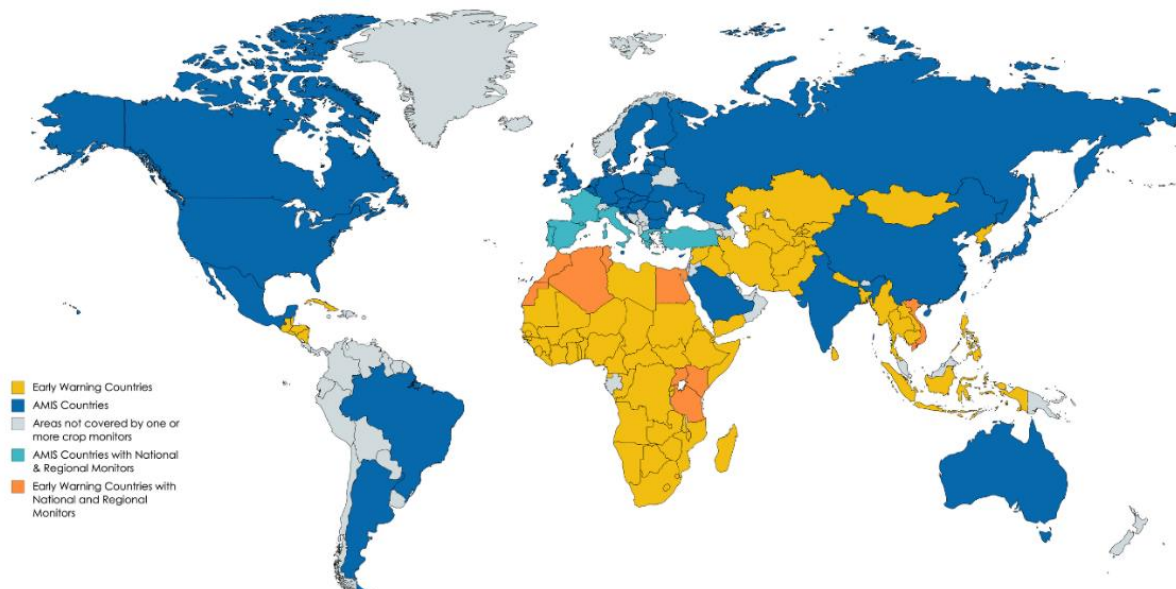 Early Warning Countries
AMIS Countries
Areas not covered by one or
more crop monitors
AMIS Countries with National
& Regional Monitors
Early Warning Countries with
National and Regional
Monitors